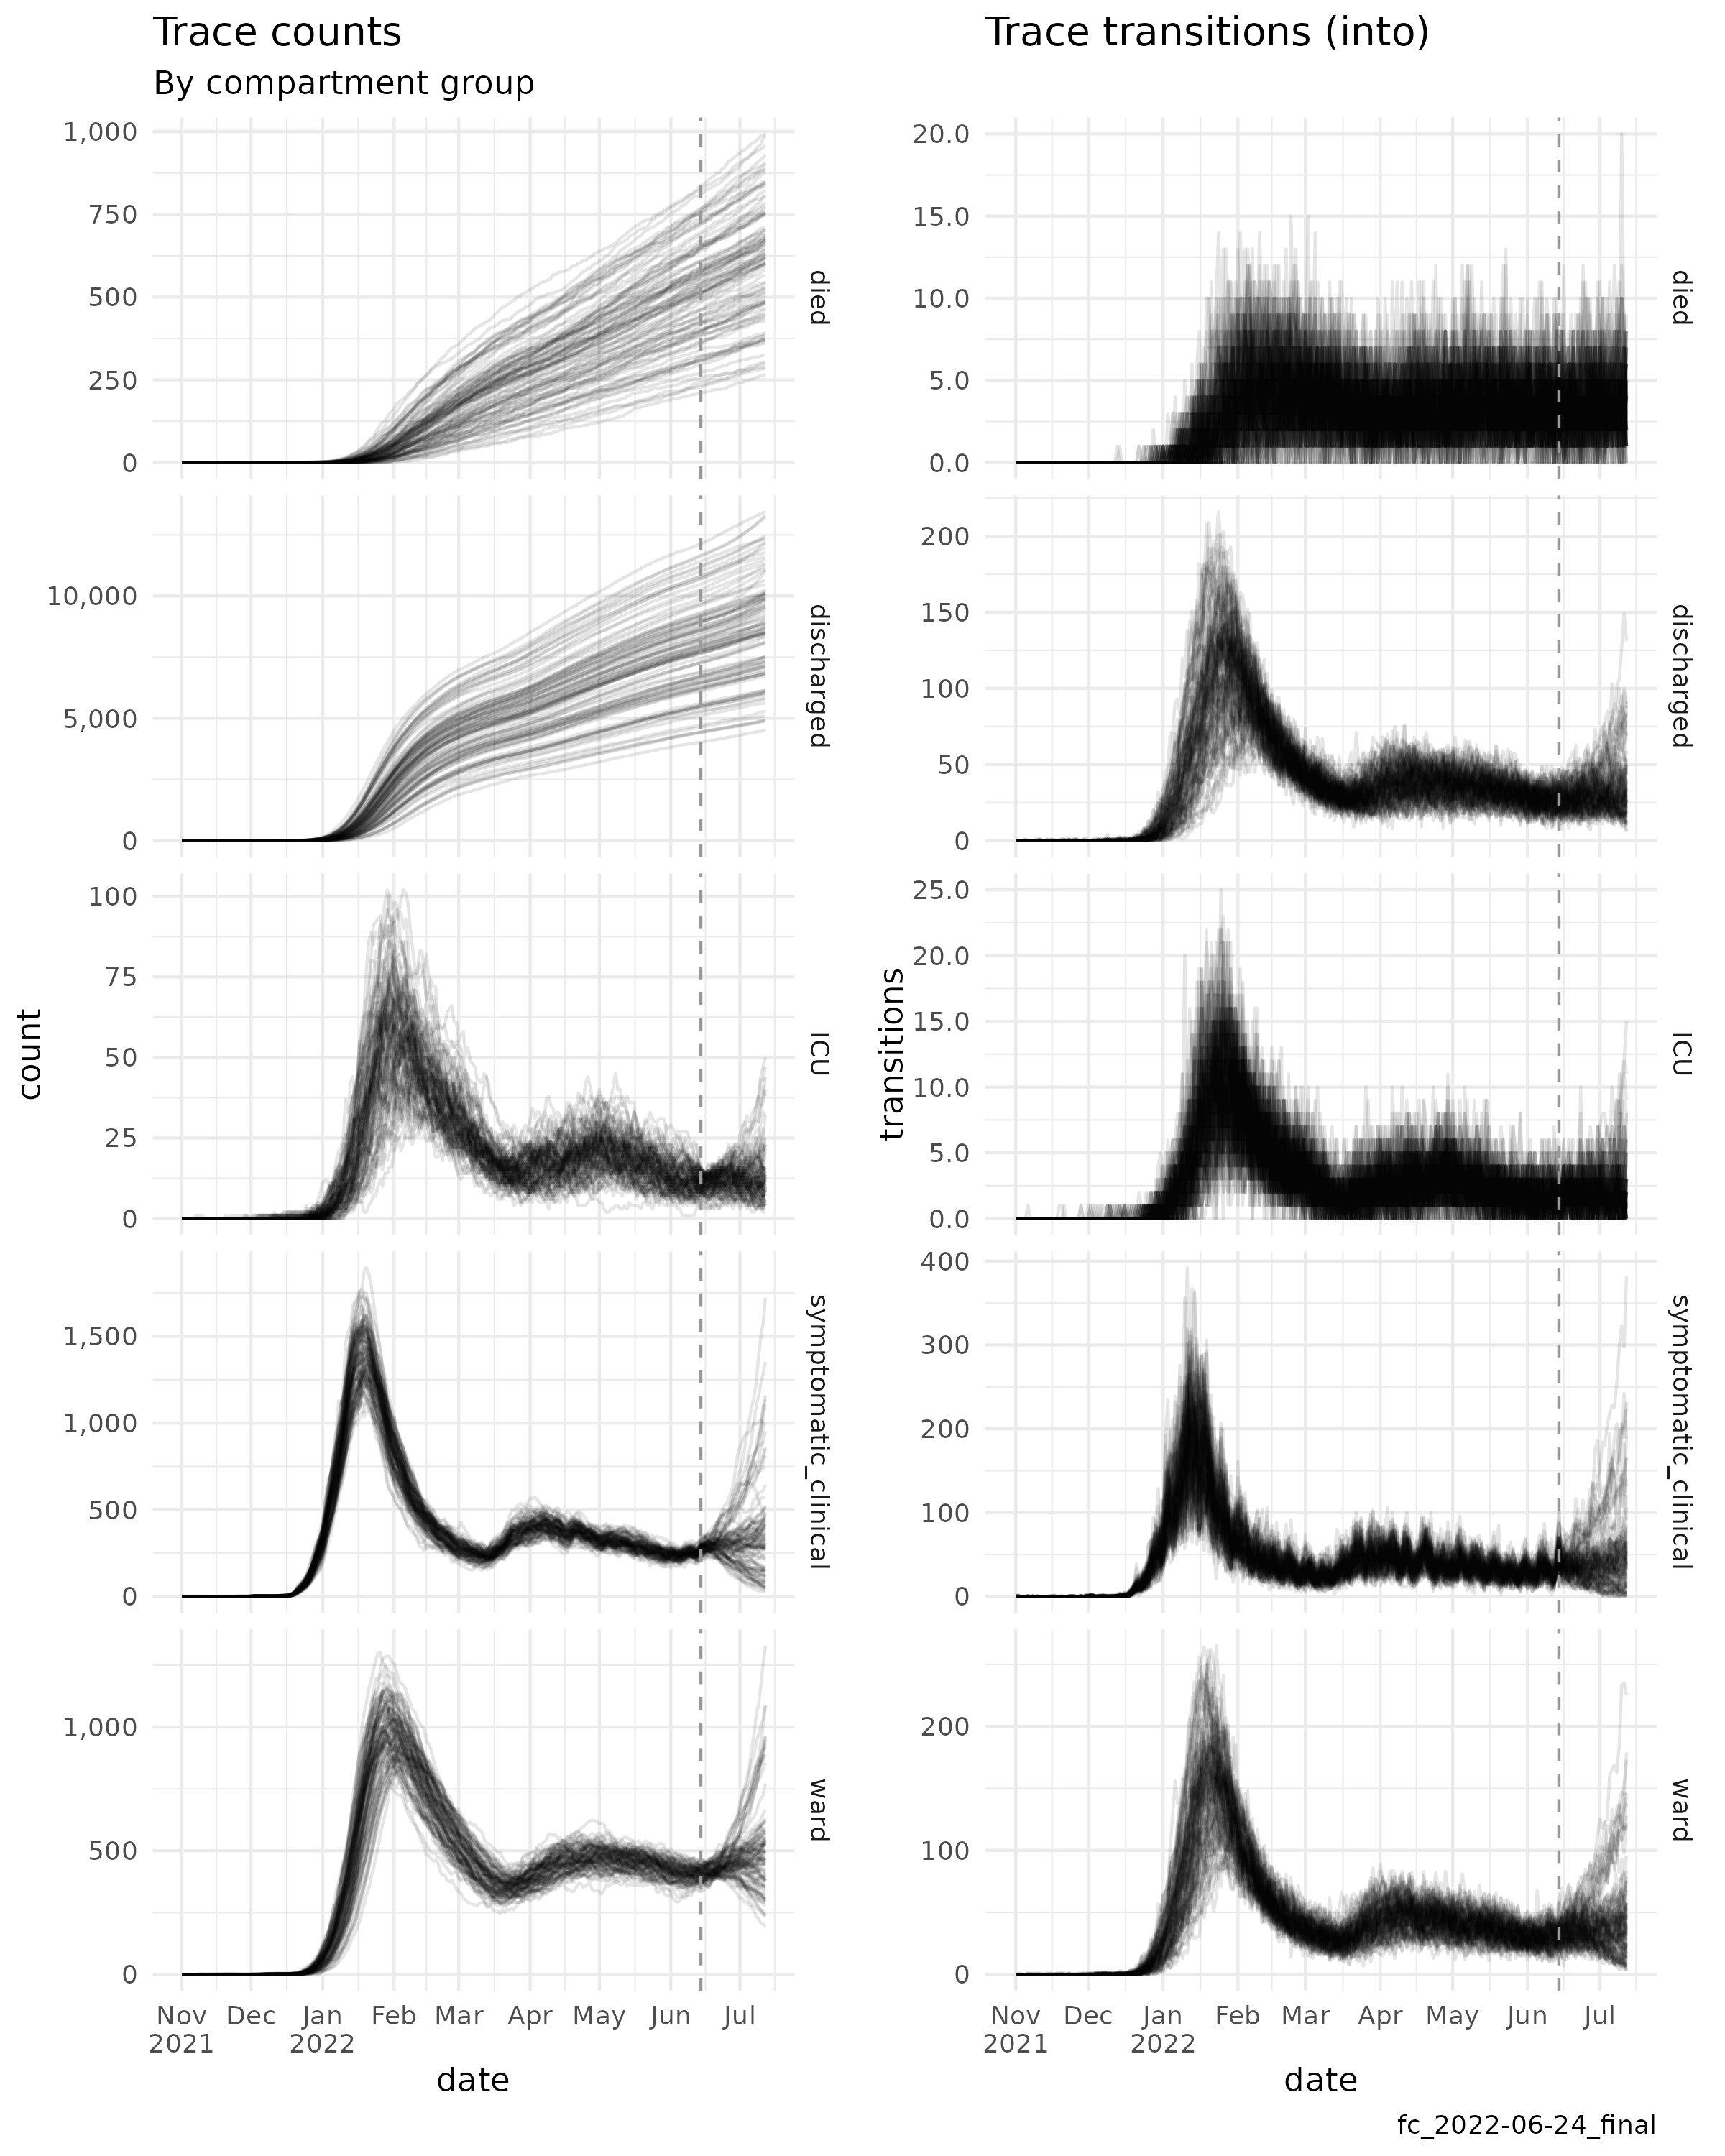 Trace counts
By compartment group
count
1,000
750
500
250
0
died
10,000
5,000
0
discharged
100
75
50
25
0
ICU
1,500
1,000
500
0
symptomatic_clinical
1,000
500
0
ward
Nov Dec Jan Feb Mar Apr May Jun Jul
2021 2022
date
Trace transitions (into)
transitions
20.0
15.0
10.0
5.0
0.0
died
200
150
100
50
0
discharged
25.0
20.0
15.0
10.0
5.0
0.0
ICU
400
300
200
100
0
symptomatic_clinical
200
100
0
ward
Nov Dec Jan Feb Mar Apr May Jun Jul
2021 2022
date
fc_2022-06-24_final